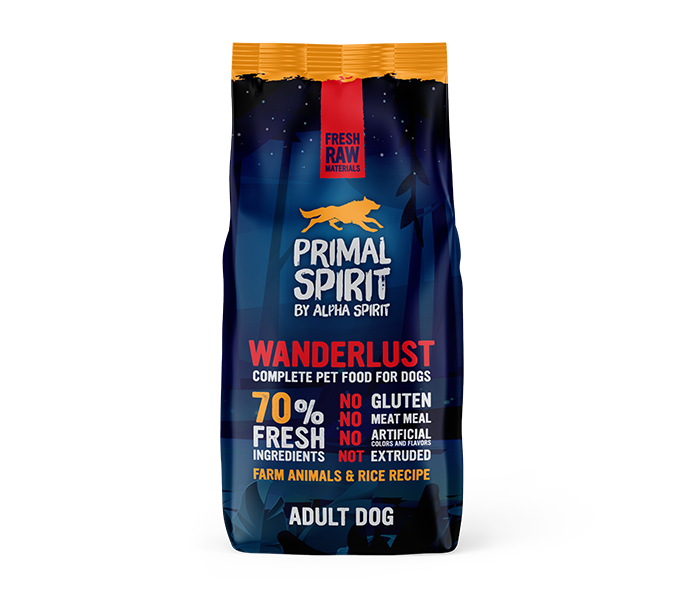 FRESH
RAW
MATERIALS
PRIMAL
SPIRIT
BY ALPHA SPIRIT
WANDERLUST
COMPLETE PET FOOD FOR DOGS
70% FRESH INGREDIENTS
NO GLUTEN
NO MEAT MEAL
NO ARTIFICIAL COLORS AND FLAVORS
NOT EXTRUDED
FARM ANIMALS & RICE RECIPE
ADULT DOG